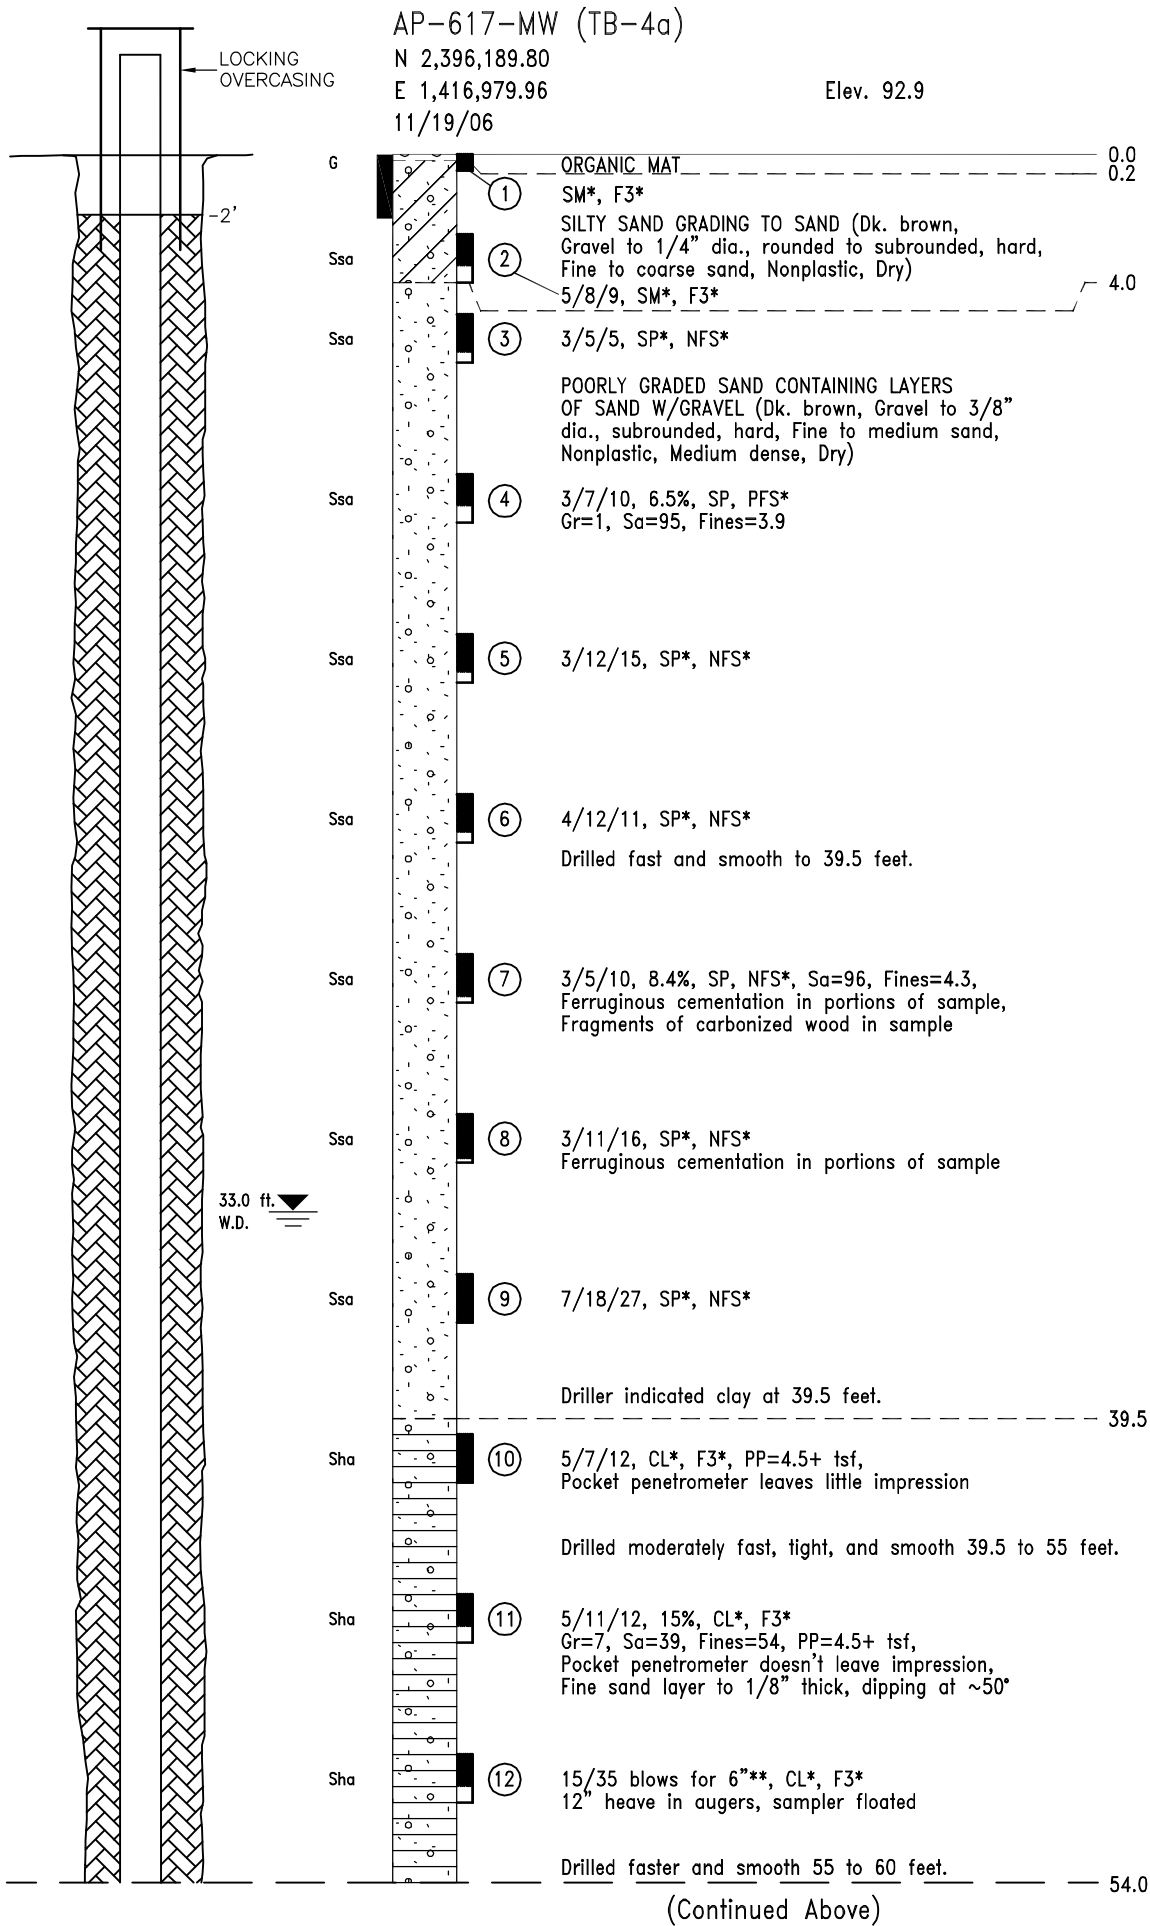 AP-617-MW (TB-4a)
N 2,396,189.80
E 1,416,979.96
Elev. 92.9
11/19/06
LOCKING
OVERCASING
G
ORGANIC MAT
0.0
0.2
1
SM*, F3*
-2'
SILTY SAND GRADING TO SAND (Dk. brown,
Gravel to 1/4” dia., rounded to subrounded, hard,
Fine to coarse sand, Nonplastic, Dry)
Ssa
2
5/8/9, SM*, F3*
4.0
Ssa
3
3/5/5, SP*, NFS*
POORLY GRADED SAND CONTAINING LAYERS
OF SAND W/GRAVEL (Dk. brown, Gravel to 3/8”
dia., subrounded, hard, Fine to medium sand,
Nonplastic, Medium dense, Dry)
Ssa
4
3/7/10, 6.5%, SP, PFS*
Gr=1, Sa=95, Fines=3.9
Ssa
5
3/12/15, SP*, NFS*
Ssa
6
4/12/11, SP*, NFS*
Drilled fast and smooth to 39.5 feet.
Ssa
7
3/5/10, 8.4%, SP, NFS*, Sa=96, Fines=4.3,
Ferruginous cementation in portions of sample,
Fragments of carbonized wood in sample
Ssa
8
3/11/16, SP*, NFS*
Ferruginous cementation in portions of sample
33.0 ft.
W.D.
Ssa
9
7/18/27, SP*, NFS*
Driller indicated clay at 39.5 feet.
39.5
Sha
10
5/7/12, CL*, F3*, PP=4.5+ tsf,
Pocket penetrometer leaves little impression
Drilled moderately fast, tight, and smooth 39.5 to 55 feet.
Sha
11
5/11/12, 15%, CL*, F3*
Gr=7, Sa=39, Fines=54, PP=4.5+ tsf,
Pocket penetrometer doesn't leave impression,
Fine sand layer to 1/8” thick, dipping at ~50°
Sha
12
15/35 blows for 6”**, CL*, F3*
12” heave in augers, sampler floated
Drilled faster and smooth 55 to 60 feet.
54.0
(Continued Above)